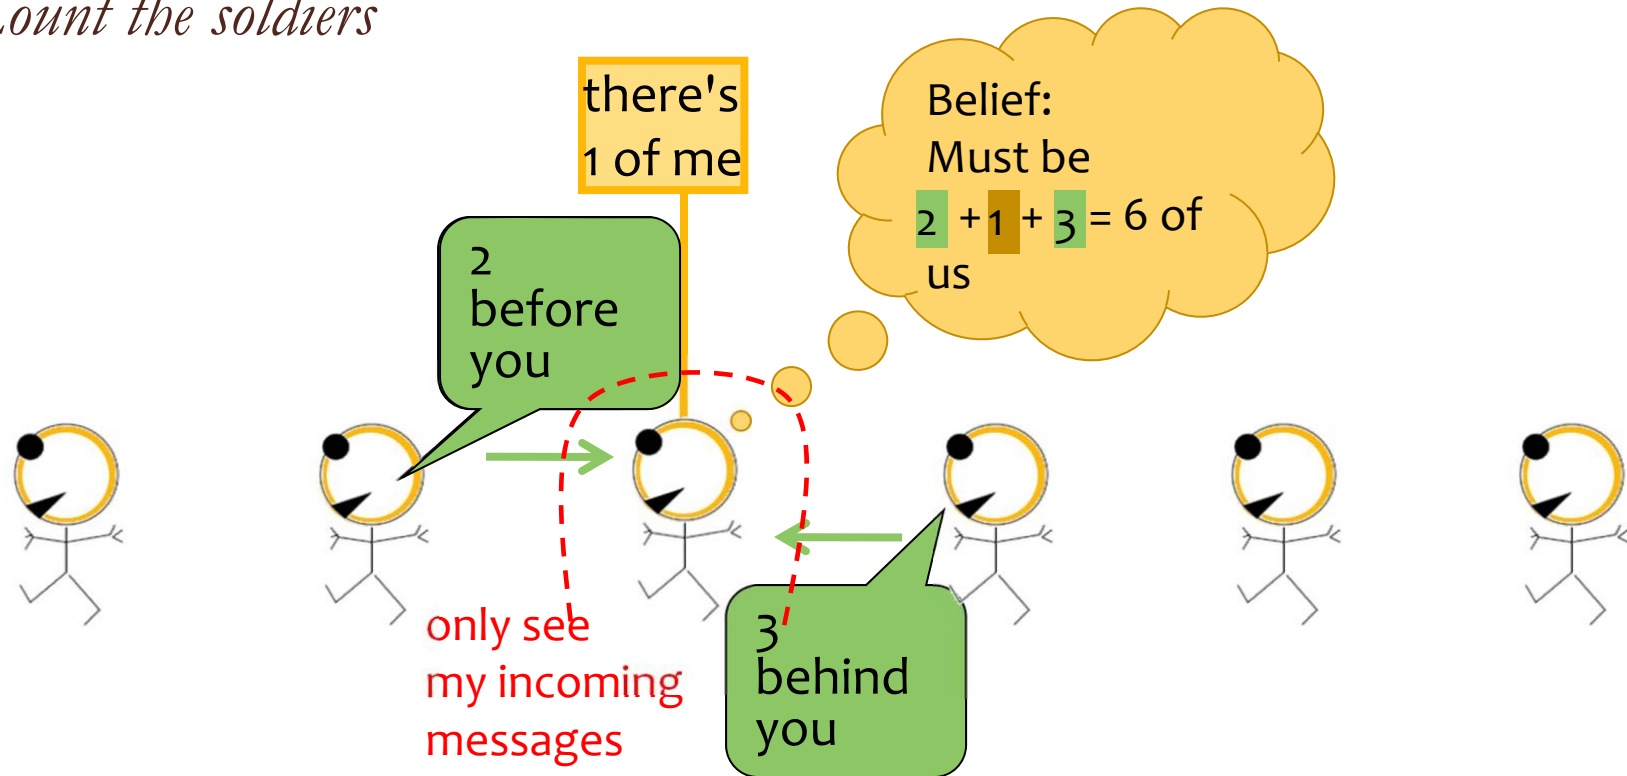 Count the soldiers
there's
1 of me
Belief:
Must be
2 + 1 + 3 = 6 of
us
2
before
you
only see
my incoming
messages
3
behind
you